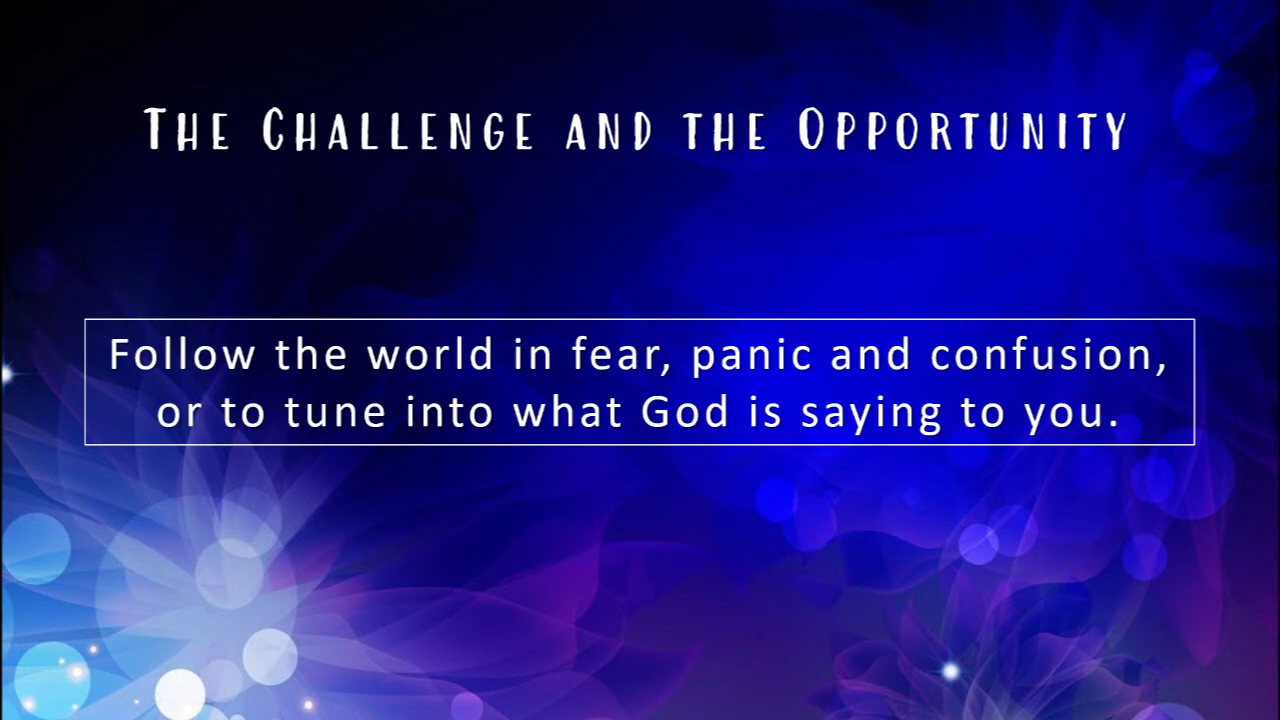 The Challenge and the Opportunity
Follow the world in fear, panic and confusion,
or to tune into what God is saying to you.